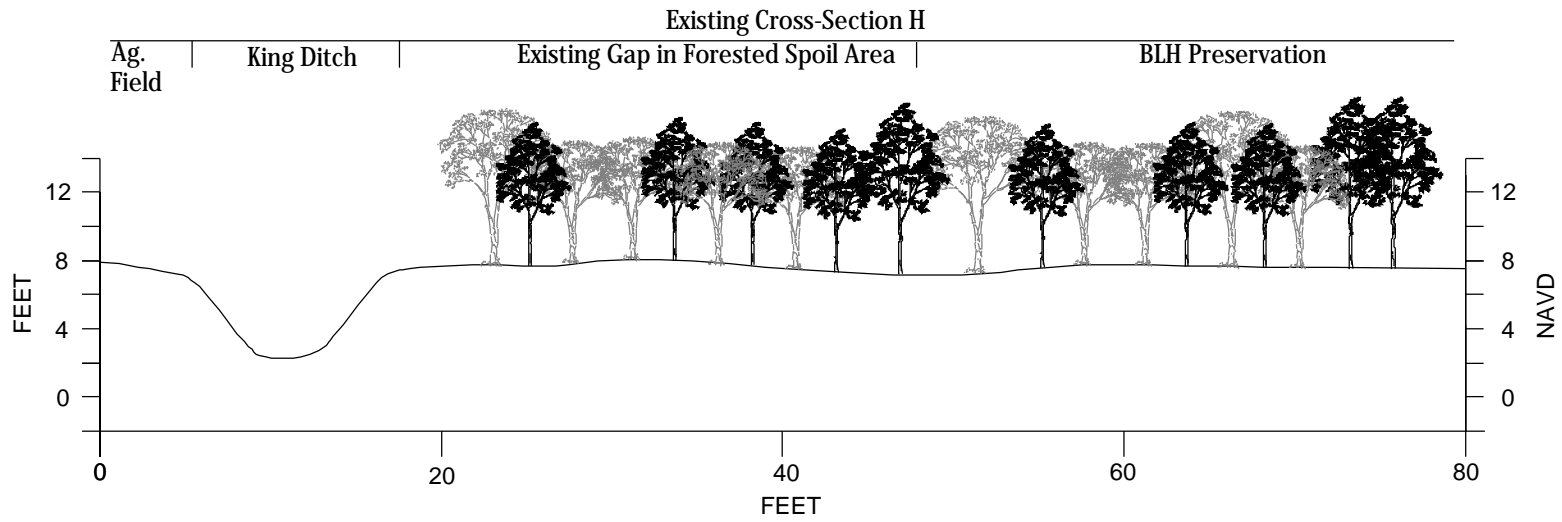 Existing Cross-Section H
Ag.
Field
King Ditch
Existing Gap in Forested Spoil Area
BLH Preservation
12
8
4
0
FEET
12
8
4
0
NAVD
0
20
40
60
80
FEET